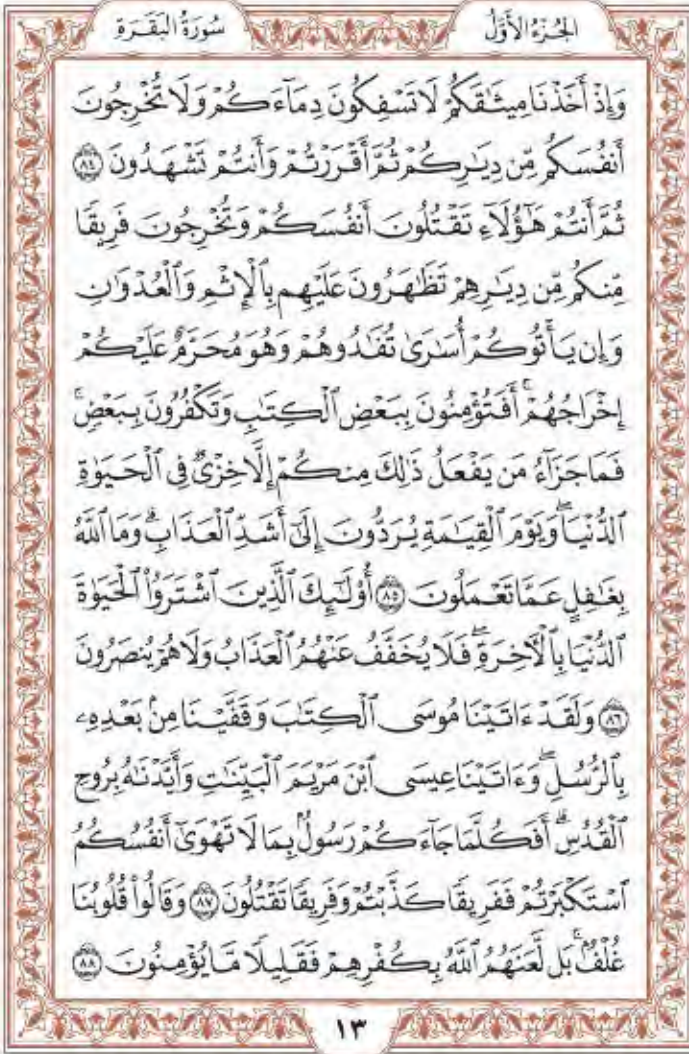 الجُزْءُ الأَوَّلُ
سُورَةُ البَقَرَةِ
وَإِذْ أَخَذْنَا مِيثَٰقَكُمْ لَا تَسْفِكُونَ دِمَآءَكُمْ وَلَا تُخْرِجُونَ
أَنفُسَكُم مِّن دِيَٰرِكُمْ ثُمَّ أَقْرَرْتُمْ وَأَنتُمْ تَشْهَدُونَ ٨٤
ثُمَّ أَنتُمْ هَٰٓؤُلَآءِ تَقْتُلُونَ أَنفُسَكُمْ وَتُخْرِجُونَ فَرِيقًا
مِّنكُم مِّن دِيَٰرِهِمْ تَظَٰهَرُونَ عَلَيْهِم بِٱلْإِثْمِ وَٱلْعُدْوَٰنِ
وَإِن يَأْتُوكُمْ أُسَٰرَىٰ تُفَٰدُوهُمْ وَهُوَ مُحَرَّمٌ عَلَيْكُمْ
إِخْرَاجُهُمْ ۚ أَفَتُؤْمِنُونَ بِبَعْضِ ٱلْكِتَٰبِ وَتَكْفُرُونَ بِبَعْضٍ ۚ
فَمَا جَزَآءُ مَن يَفْعَلُ ذَٰلِكَ مِنكُمْ إِلَّا خِزْىٌ فِى ٱلْحَيَوٰةِ
ٱلدُّنْيَا ۖ وَيَوْمَ ٱلْقِيَٰمَةِ يُرَدُّونَ إِلَىٰٓ أَشَدِّ ٱلْعَذَابِ ۗ وَمَا ٱللَّهُ
بِغَٰفِلٍ عَمَّا تَعْمَلُونَ ٨٥ أُو۟لَٰٓئِكَ ٱلَّذِينَ ٱشْتَرَوُا۟ ٱلْحَيَوٰةَ
ٱلدُّنْيَا بِٱلْـَٔاخِرَةِ ۖ فَلَا يُخَفَّفُ عَنْهُمُ ٱلْعَذَابُ وَلَا هُمْ يُنصَرُونَ
٨٦ وَلَقَدْ ءَاتَيْنَا مُوسَى ٱلْكِتَٰبَ وَقَفَّيْنَا مِنۢ بَعْدِهِۦ
بِٱلرُّسُلِ ۖ وَءَاتَيْنَا عِيسَى ٱبْنَ مَرْيَمَ ٱلْبَيِّنَٰتِ وَأَيَّدْنَٰهُ بِرُوحِ
ٱلْقُدُسِ ۗ أَفَكُلَّمَا جَآءَكُمْ رَسُولٌۢ بِمَا لَا تَهْوَىٰٓ أَنفُسُكُمُ
ٱسْتَكْبَرْتُمْ فَفَرِيقًا كَذَّبْتُمْ وَفَرِيقًا تَقْتُلُونَ ٨٧ وَقَالُوا۟ قُلُوبُنَا
غُلْفٌۢ ۚ بَل لَّعَنَهُمُ ٱللَّهُ بِكُفْرِهِمْ فَقَلِيلًا مَّا يُؤْمِنُونَ ٨٨
١٣